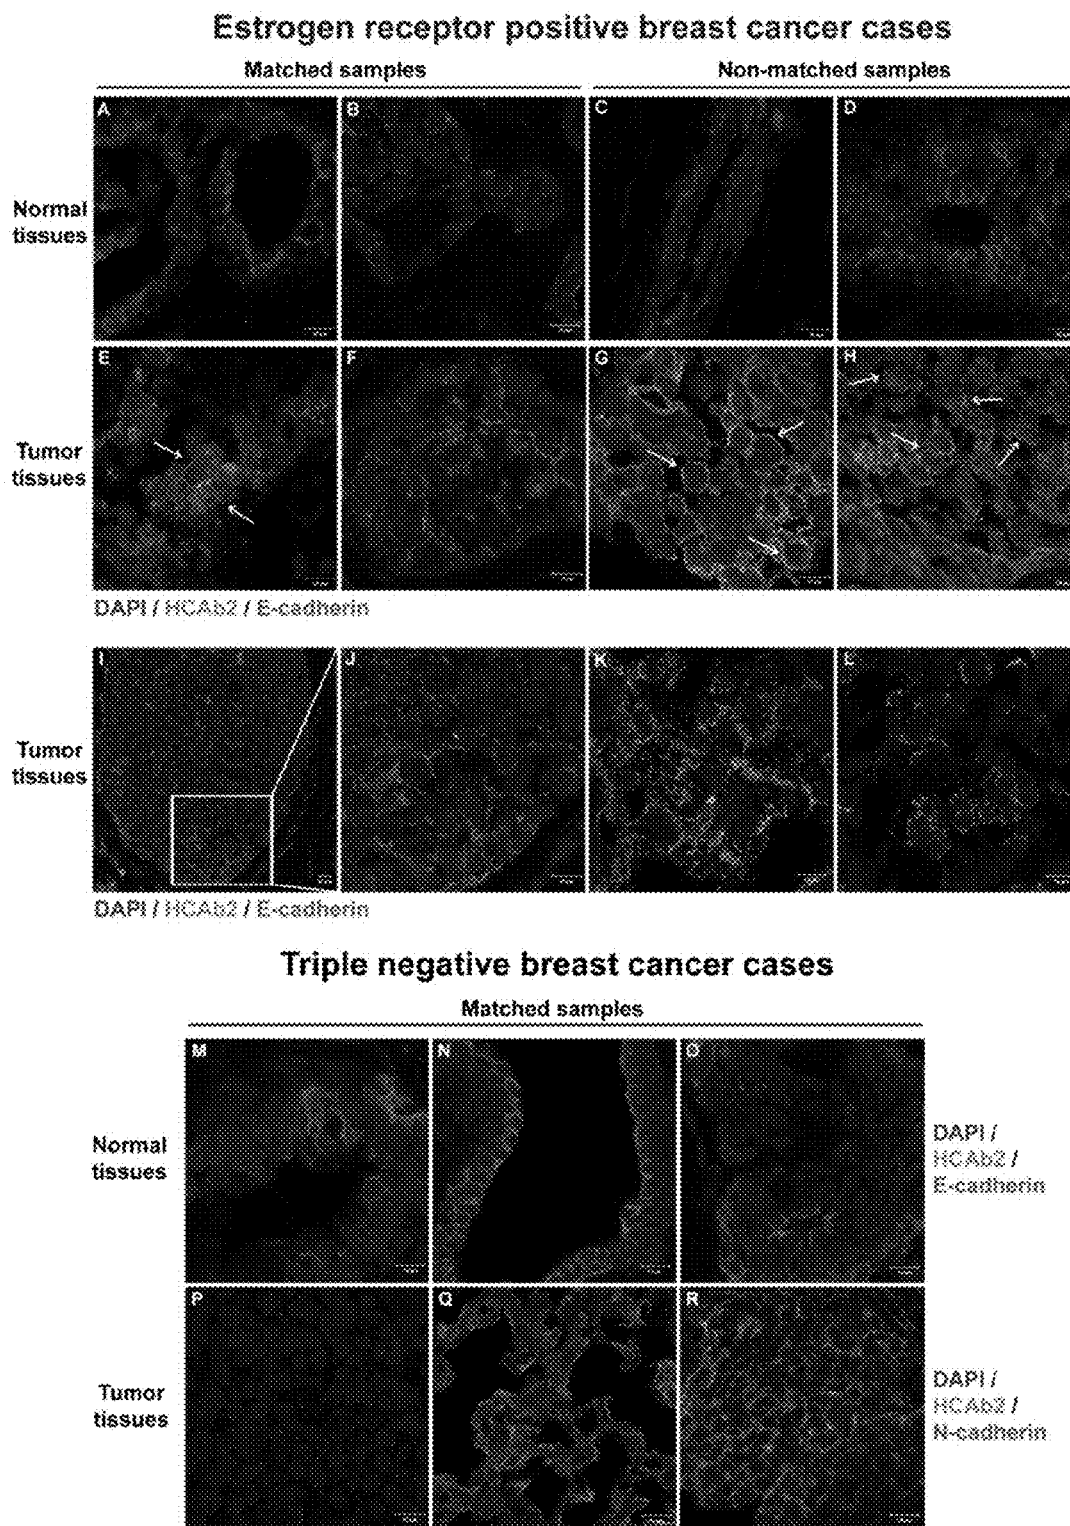 Estrogen receptor positive breast cancer cases
Matched samples
Non-matched samples
A
B
C
D
Normal
tissues
E
F
G
H
Tumor
tissues
DAPI / HCAb2 / E-cadherin
I
J
K
L
Tumor
tissues
DAPI / HCAb2 / E-cadherin
Triple negative breast cancer cases
Matched samples
M
N
O
Normal
tissues
DAPI /
HCAb2 /
E-cadherin
P
Q
R
Tumor
tissues
DAPI /
HCAb2 /
N-cadherin